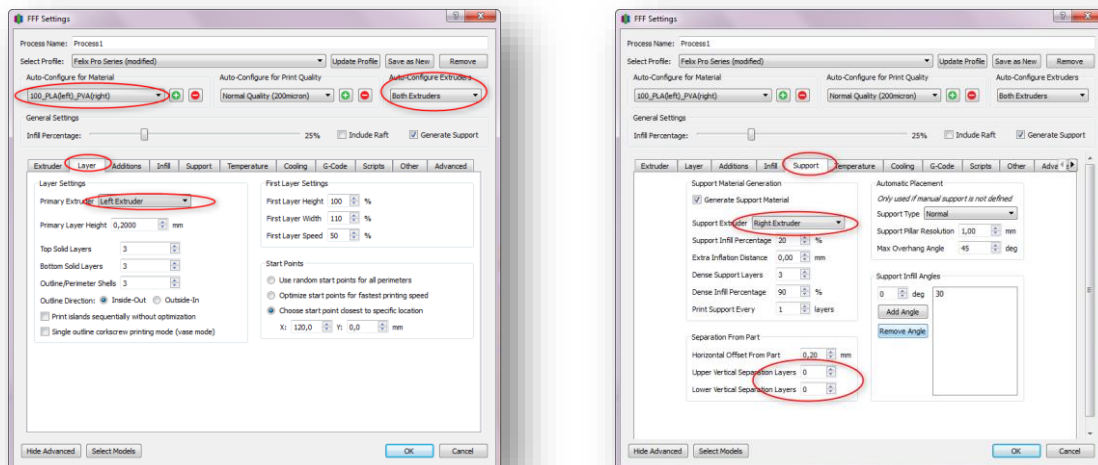 FFF Settings
Process Name: Process1
Select Profile: Felix Pro Series (modified) Update Profile Save as New Remove
Auto-Configure for Material Auto-Configure for Print Quality Auto-Configure Extruders
100_PLA(left)_PVA(right) Normal Quality (200micron) Both Extruders
General Settings
Infill Percentage: 25% Include Raft Generate Support
Extruder Layer Additions Infill Support Temperature Cooling G-Code Scripts Other Advanced
Layer Settings
Primary Extruder Left Extruder
Primary Layer Height 0,2000 mm
Top Solid Layers 3
Bottom Solid Layers 3
Outline/Perimeter Shells 3
Outline Direction: Inside-Out Outside-In
Print islands sequentially without optimization
Single outline corkscrew printing mode (vase mode)
First Layer Settings
First Layer Height 100 %
First Layer Width 110 %
First Layer Speed 50 %
Start Points
Use random start points for all perimeters
Optimize start points for fastest printing speed
Choose start point closest to specific location
X: 120,0 Y: 0,0 mm
Hide Advanced Select Models OK Cancel
FFF Settings
Process Name: Process1
Select Profile: Felix Pro Series (modified) Update Profile Save as New Remove
Auto-Configure for Material Auto-Configure for Print Quality Auto-Configure Extruders
100_PLA(left)_PVA(right) Normal Quality (200micron) Both Extruders
General Settings
Infill Percentage: 25% Include Raft Generate Support
Extruder Layer Additions Infill Support Temperature Cooling G-Code Scripts Other
Support Material Generation
Generate Support Material
Support Extruder Right Extruder
Support Infill Percentage 20 %
Extra Inflation Distance 0,00 mm
Dense Support Layers 3
Dense Infill Percentage 90 %
Print Support Every 1 layers
Separation From Part
Horizontal Offset From Part 0,20 mm
Upper Vertical Separation Layers 0
Lower Vertical Separation Layers 0
Automatic Placement
Only used if manual support is not defined
Support Type Normal
Support Pillar Resolution 1,00 mm
Max Overhang Angle 45 deg
Support Infill Angles
0 deg 30
Add Angle
Remove Angle
Hide Advanced Select Models OK Cancel